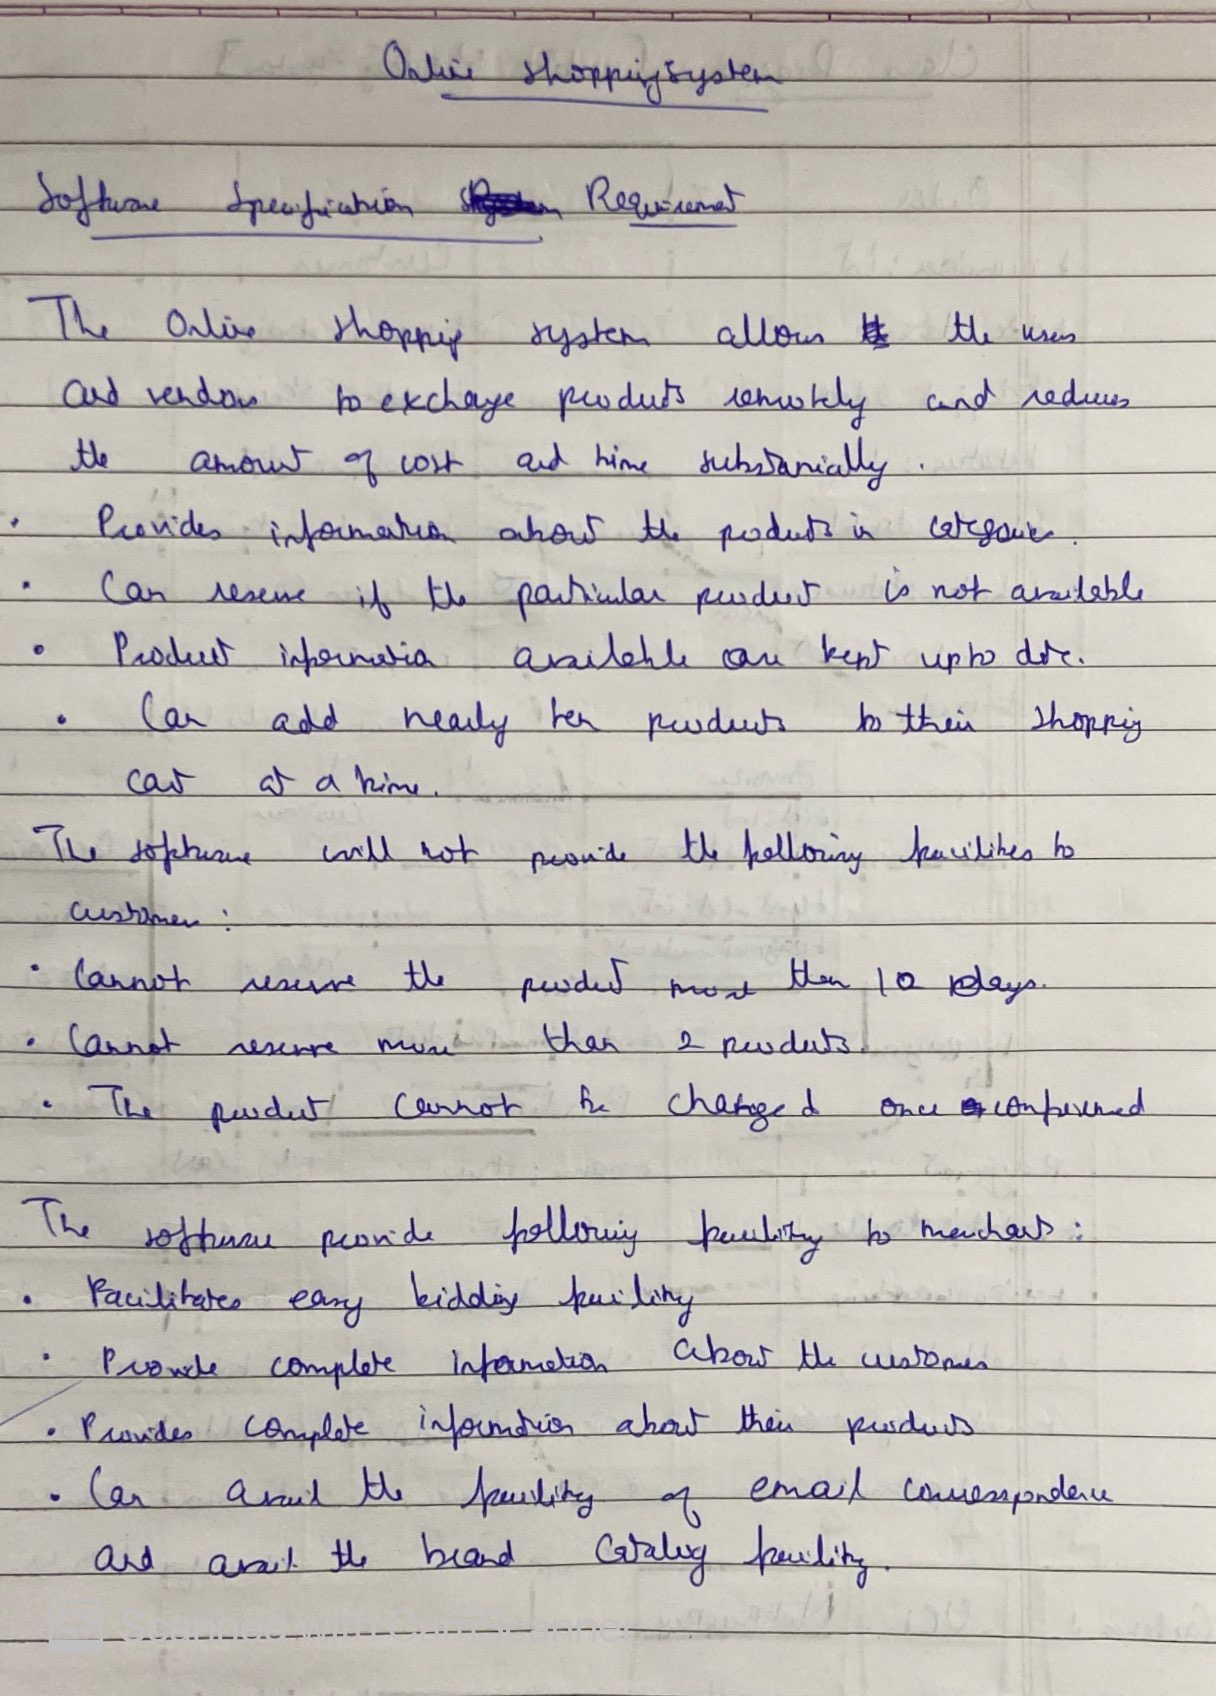 Online shopping system
Software Specification Requirement
The Online shopping system allows the users
and vendors to exchange products remotely and reduces
the amount of cost and time substanially.
• Provides information about the products in categories.
• Can reserve if the particular product is not available
• Product information available are kept upto date.
• Can add nearly ten products to their shopping
cart at a time.
The software will not provide the following facilities to
customers:
• Cannot reserve the product more then 10 Days.
• Cannot reserve more than 2 products.
• The product cannot be changed once confirmed
The software provide following facility to merchants:
• Facilitates easy bidding facility
• Provide complete information about the customers
• Provides complete information about their products
• Can avail the facility of email correspondence
and avail the brand catalog facility.